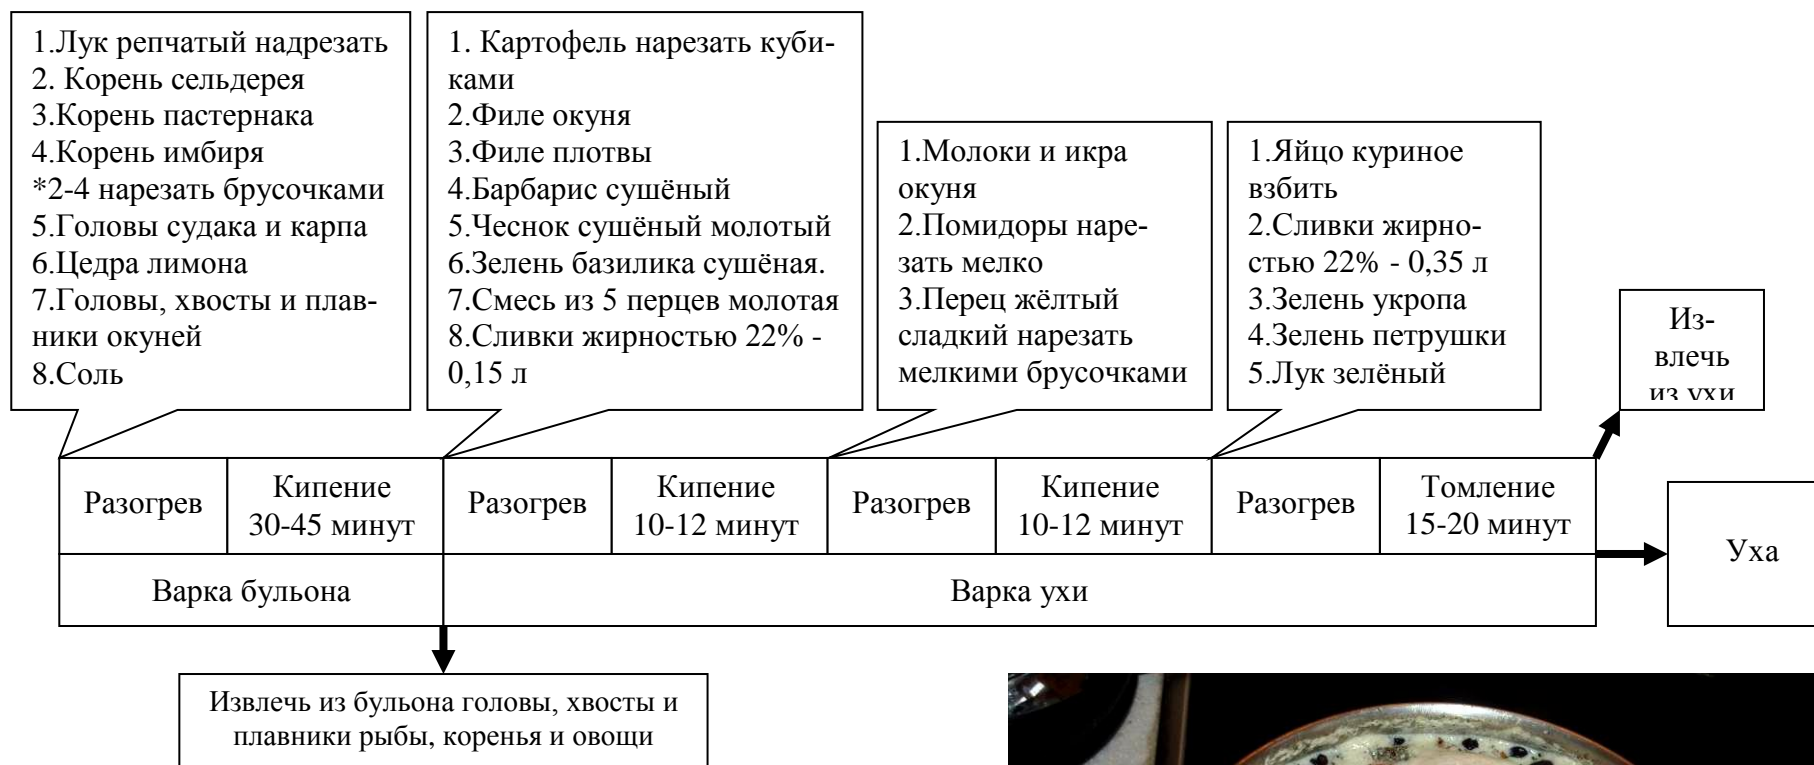 1.Лук репчатый надрезать
2. Корень сельдерея
3.Корень пастернака
4.Корень имбиря
*2-4 нарезать брусочками
5.Головы судака и карпа
6.Цедра лимона
7.Головы, хвосты и плав-
ники окуней
8.Соль
1. Картофель нарезать куби-
ками
2.Филе окуня
3.Филе плотвы
4.Барбарис сушёный
5.Чеснок сушёный молотый
6.Зелень базилика сушёная.
7.Смесь из 5 перцев молотая
8.Сливки жирностью 22% -
0,15 л
1.Молоки и икра
окуня
2.Помидоры наре-
зать мелко
3.Перец жёлтый
сладкий нарезать
мелкими брусочками
1.Яйцо куриное
взбить
2.Сливки жирно-
стью 22% - 0,35 л
3.Зелень укропа
4.Зелень петрушки
5.Лук зелёный
Из-
влечь
из ухи
Разогрев
Кипение
30-45 минут
Разогрев
Кипение
10-12 минут
Разогрев
Кипение
10-12 минут
Разогрев
Томление
15-20 минут
Уха
Варка бульона
Варка ухи
Извлечь из бульона головы, хвосты и
плавники рыбы, коренья и овощи